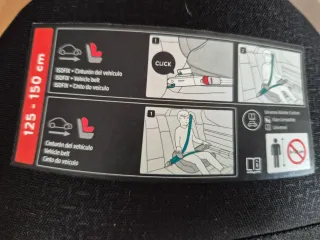 125 - 150 cm
ISOFIX + Cinturón del vehículo
ISOFIX + Vehicle belt
ISOFIX + Cinto do veículo
1
CLICK
2
Cinturón del vehículo
Vehicle belt
Cinto do veículo
1